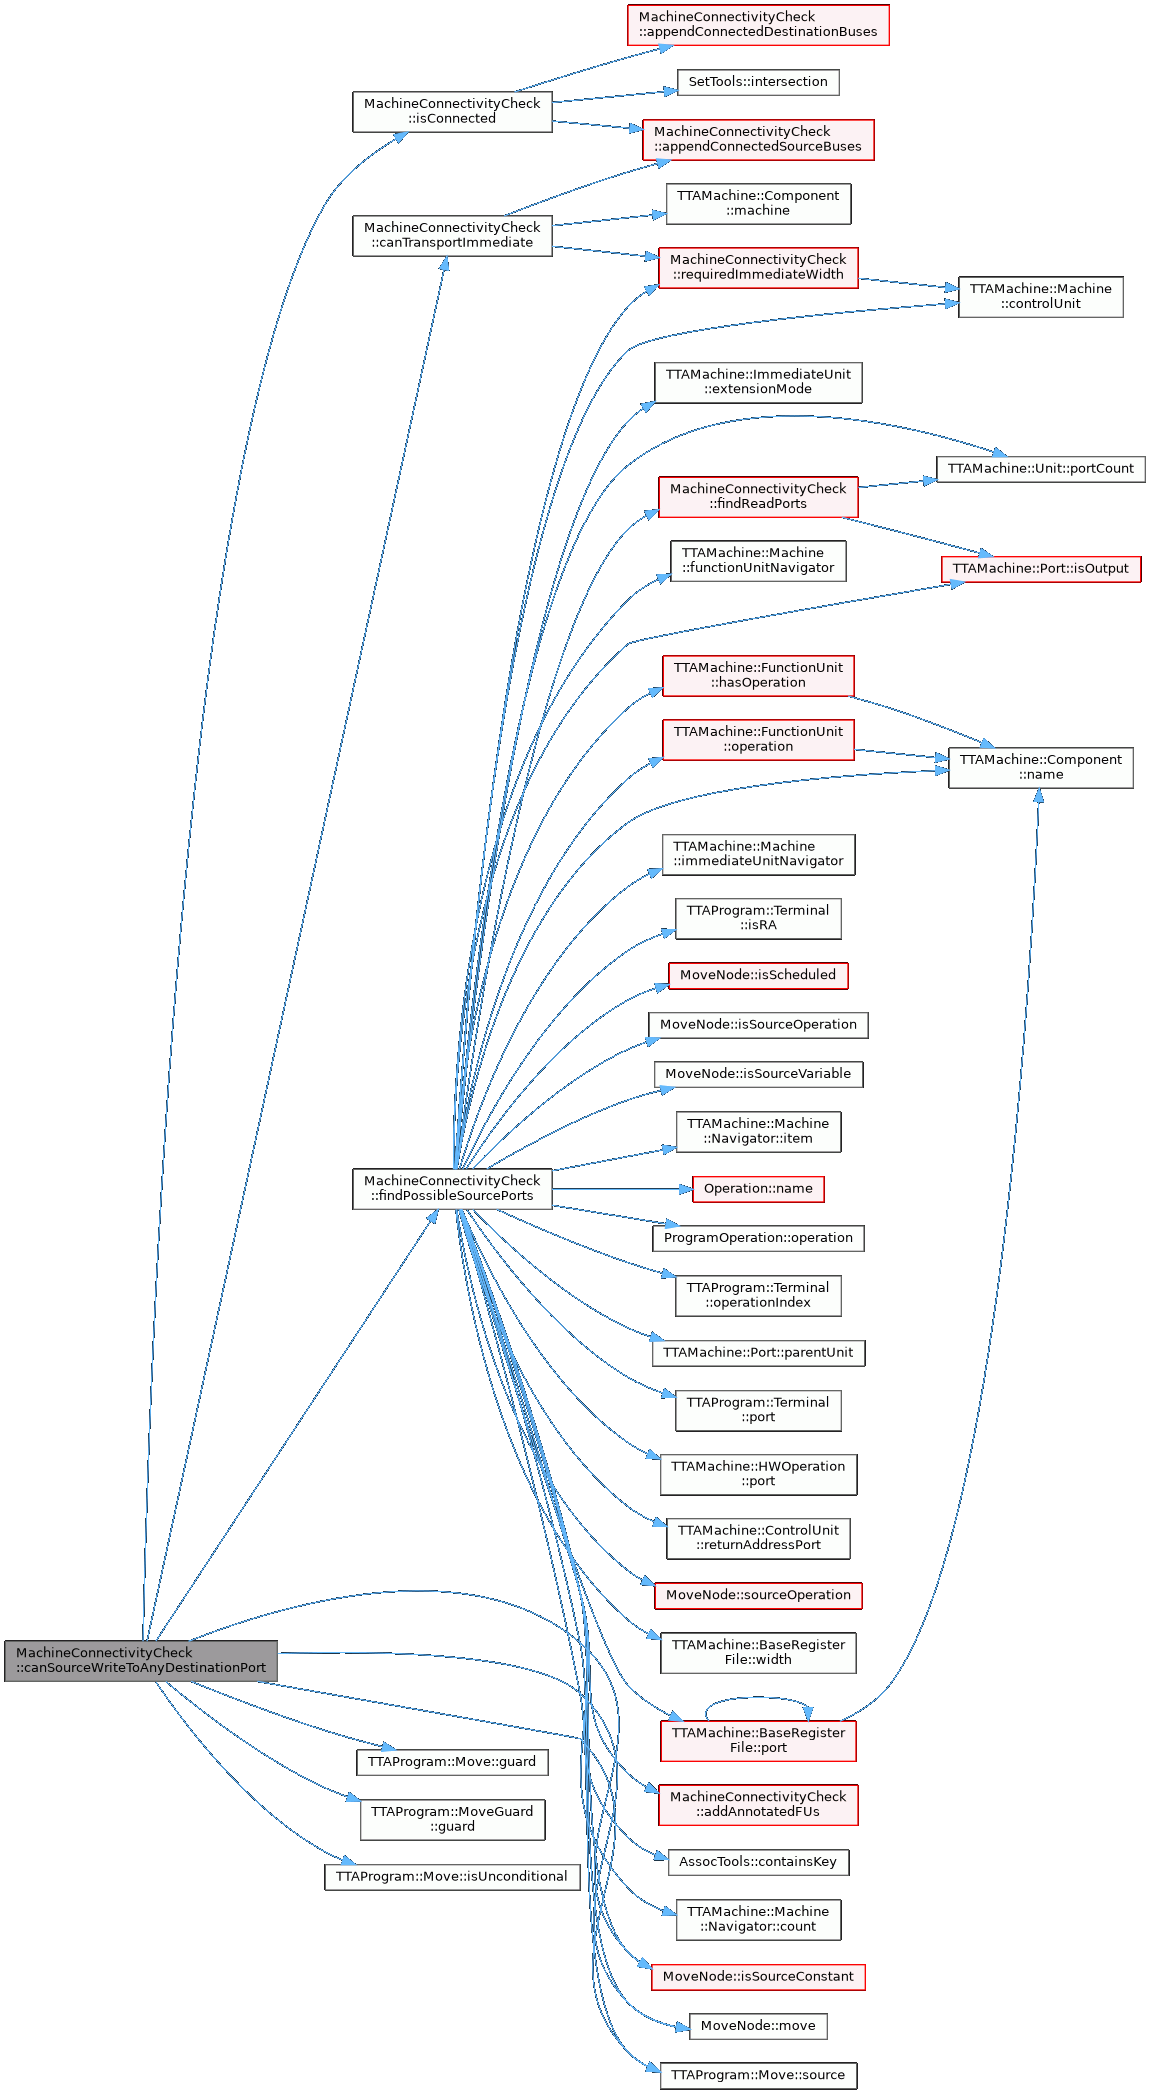 MachineConnectivityCheck
::appendConnectedDestinationBuses
SetTools::intersection
MachineConnectivityCheck
::isConnected
MachineConnectivityCheck
::appendConnectedSourceBuses
TTAMachine::Component
::machine
MachineConnectivityCheck
::canTransportImmediate
MachineConnectivityCheck
::requiredImmediateWidth
TTAMachine::Machine
::controlUnit
TTAMachine::ImmediateUnit
::extensionMode
TTAMachine::Unit::portCount
MachineConnectivityCheck
::findReadPorts
TTAMachine::Machine
::functionUnitNavigator
TTAMachine::Port::isOutput
TTAMachine::FunctionUnit
::hasOperation
TTAMachine::FunctionUnit
::operation
TTAMachine::Component
::name
TTAMachine::Machine
::immediateUnitNavigator
TTAProgram::Terminal
::isRA
MoveNode::isScheduled
MoveNode::isSourceOperation
MoveNode::isSourceVariable
TTAMachine::Machine
::Navigator::item
MachineConnectivityCheck
::findPossibleSourcePorts
Operation::name
ProgramOperation::operation
TTAProgram::Terminal
::operationIndex
TTAMachine::Port::parentUnit
TTAProgram::Terminal
::port
TTAMachine::HWOperation
::port
TTAMachine::ControlUnit
::returnAddressPort
MoveNode::sourceOperation
TTAMachine::BaseRegister
File::width
MachineConnectivityCheck
::canSourceWriteToAnyDestinationPort
TTAMachine::BaseRegister
File::port
TTAProgram::Move::guard
MachineConnectivityCheck
::addAnnotatedFUs
TTAProgram::MoveGuard
::guard
AssocTools::containsKey
TTAProgram::Move::isUnconditional
TTAMachine::Machine
::Navigator::count
MoveNode::isSourceConstant
MoveNode::move
TTAProgram::Move::source